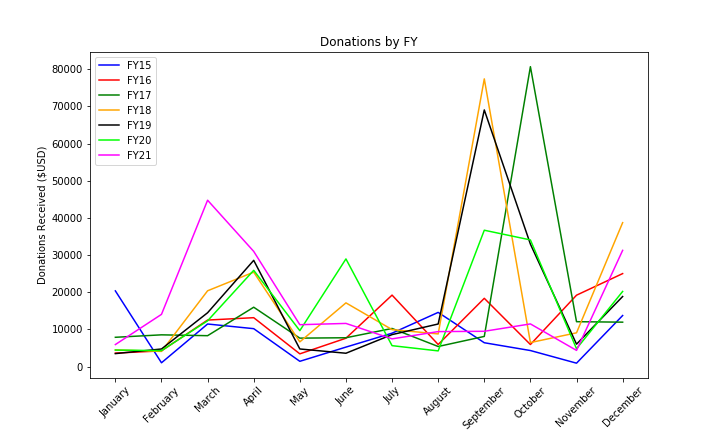 Donations by FY
FY15
FY16
FY17
FY18
FY19
FY20
FY21
Donations Received ($USD)
80000
70000
60000
50000
40000
30000
20000
10000
0
January
February
March
April
May
June
July
August
September
October
November
December